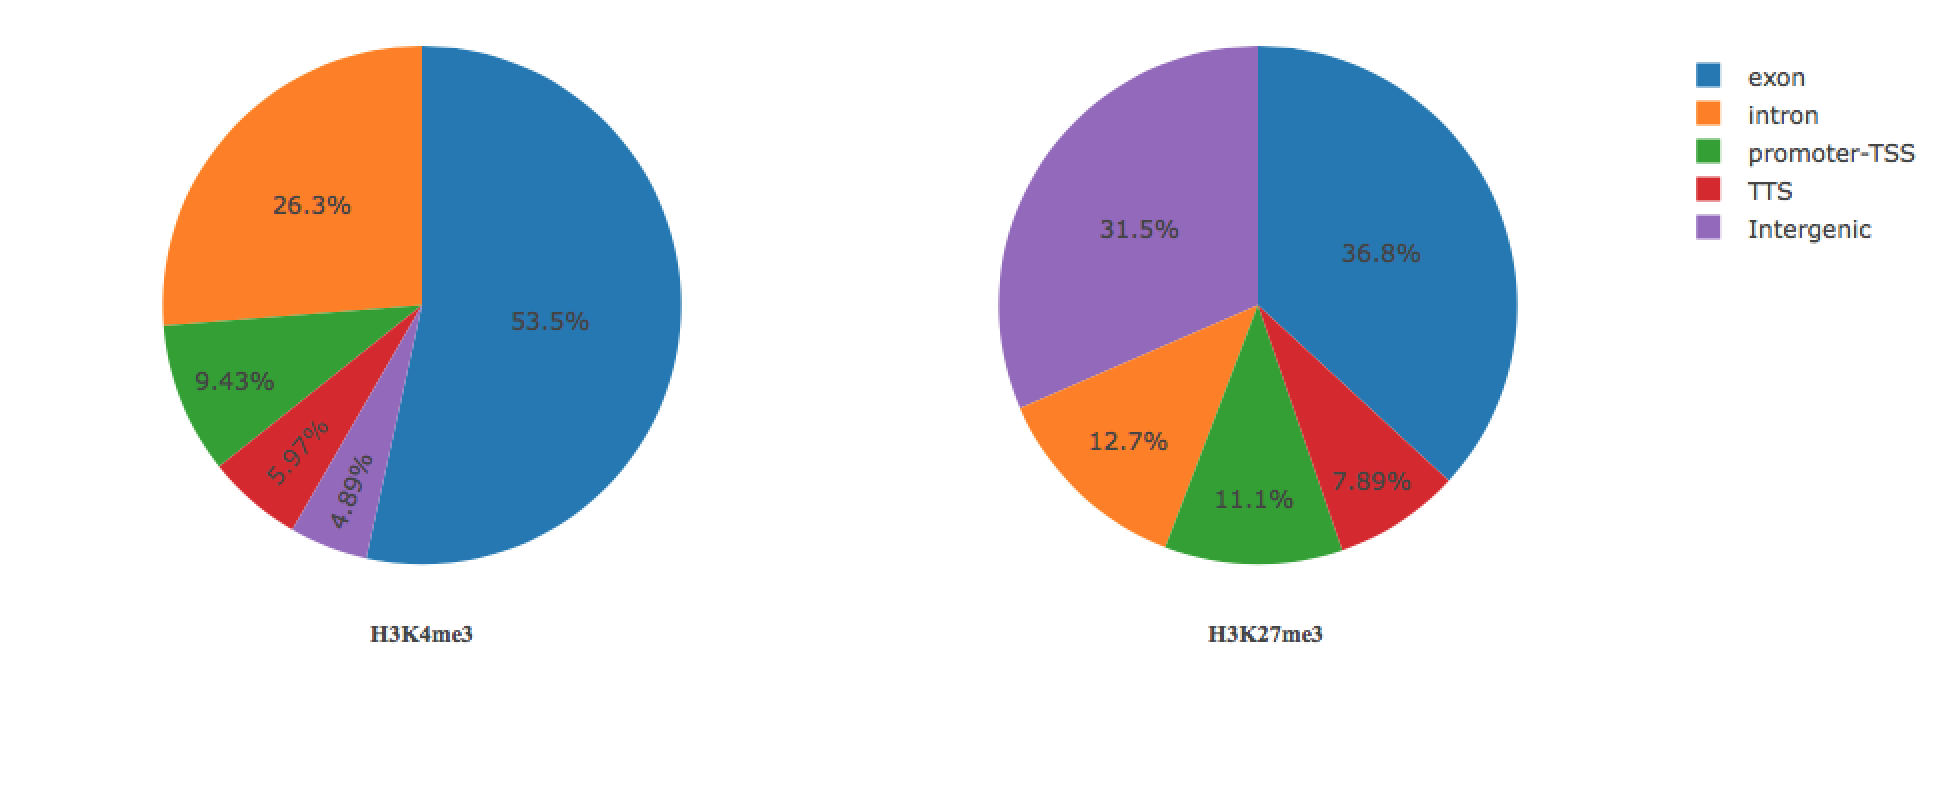 26.3%
53.5%
9.43%
5.97%
4.89%
H3K4me3
31.5%
36.8%
12.7%
11.1%
7.89%
H3K27me3
exon
intron
promoter-TSS
TTS
Intergenic